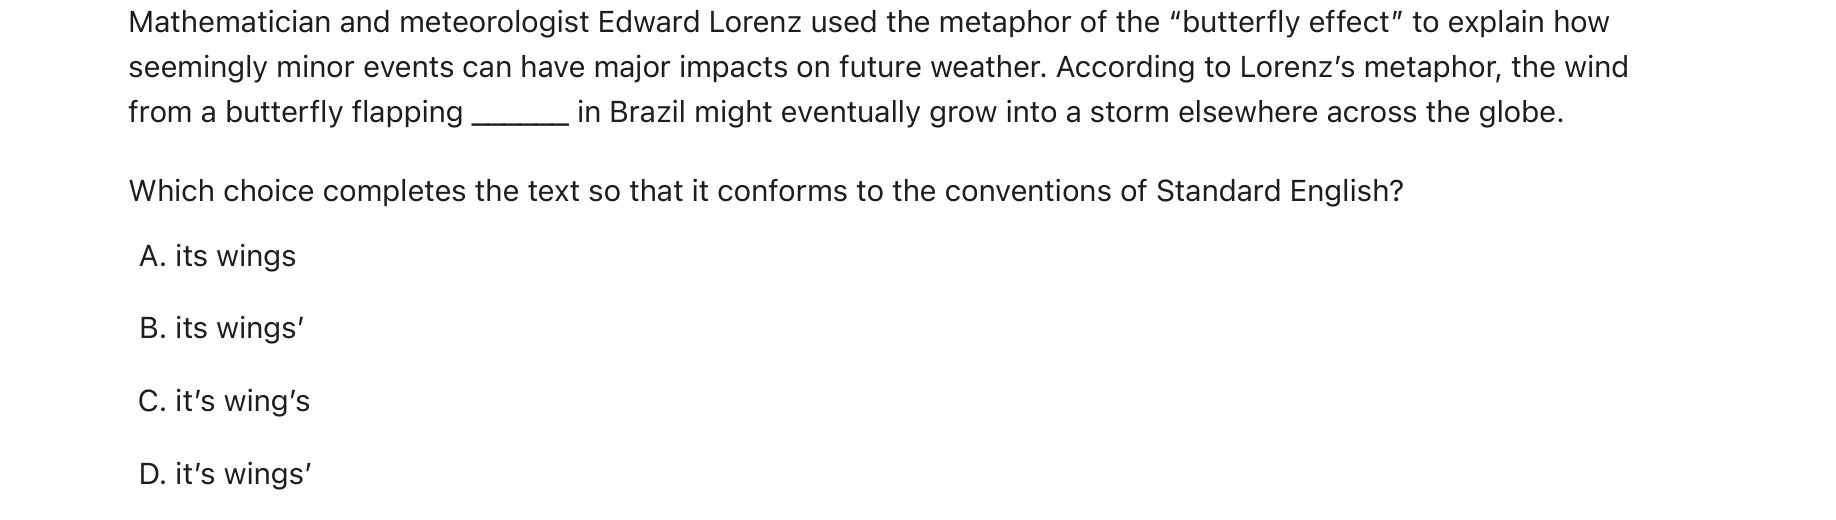 Mathematician and meteorologist Edward Lorenz used the metaphor of the “butterfly effect” to explain how
seemingly minor events can have major impacts on future weather. According to Lorenz’s metaphor, the wind
from a butterfly flapping ______ in Brazil might eventually grow into a storm elsewhere across the globe.
Which choice completes the text so that it conforms to the conventions of Standard English?
A. its wings
B. its wings’
C. it’s wing’s
D. it’s wings’